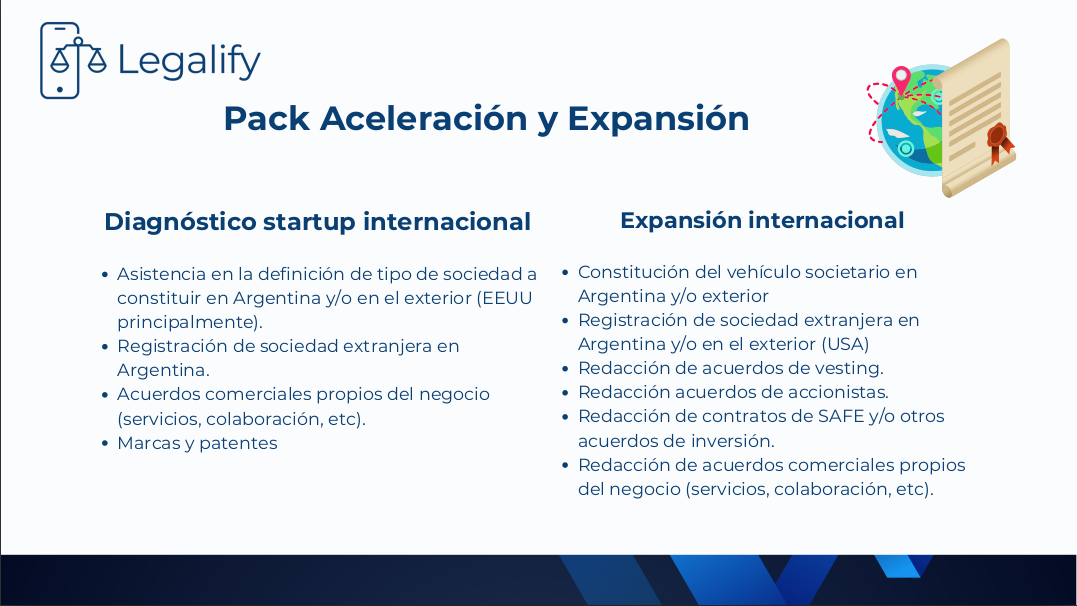 Legalify
Pack Aceleración y Expansión
Diagnóstico startup internacional
• Asistencia en la definición de tipo de sociedad a
constituir en Argentina y/o en el exterior (EEUU
principalmente).
• Registración de sociedad extranjera en
Argentina.
• Acuerdos comerciales propios del negocio
(servicios, colaboración, etc).
• Marcas y patentes
Expansión internacional
• Constitución del vehículo societario en
Argentina y/o exterior
• Registración de sociedad extranjera en
Argentina y/o en el exterior (USA)
• Redacción de acuerdos de vesting.
• Redacción acuerdos de accionistas.
• Redacción de contratos de SAFE y/o otros
acuerdos de inversión.
• Redacción de acuerdos comerciales propios
del negocio (servicios, colaboración, etc).